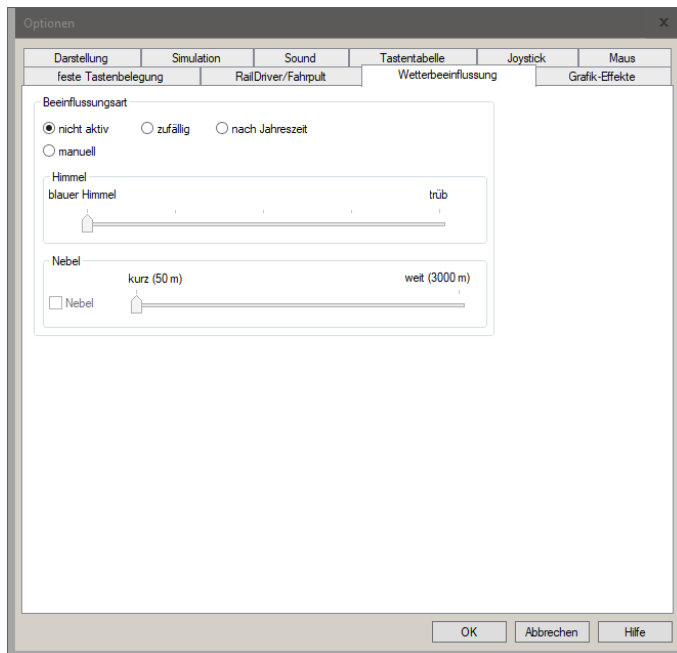 Optionen
Darstellung Simulation Sound Tastentabelle Joystick Maus
feste Tastenbelegung RailDriver/Fahrpult Wetterbeeinflussung Grafik-Effekte
Beeinflussungsart
nicht aktiv zufällig nach Jahreszeit
manuell
Himmel
blauer Himmel trüb
Nebel
kurz (50 m) weit (3000 m)
Nebel
OK Abbrechen Hilfe